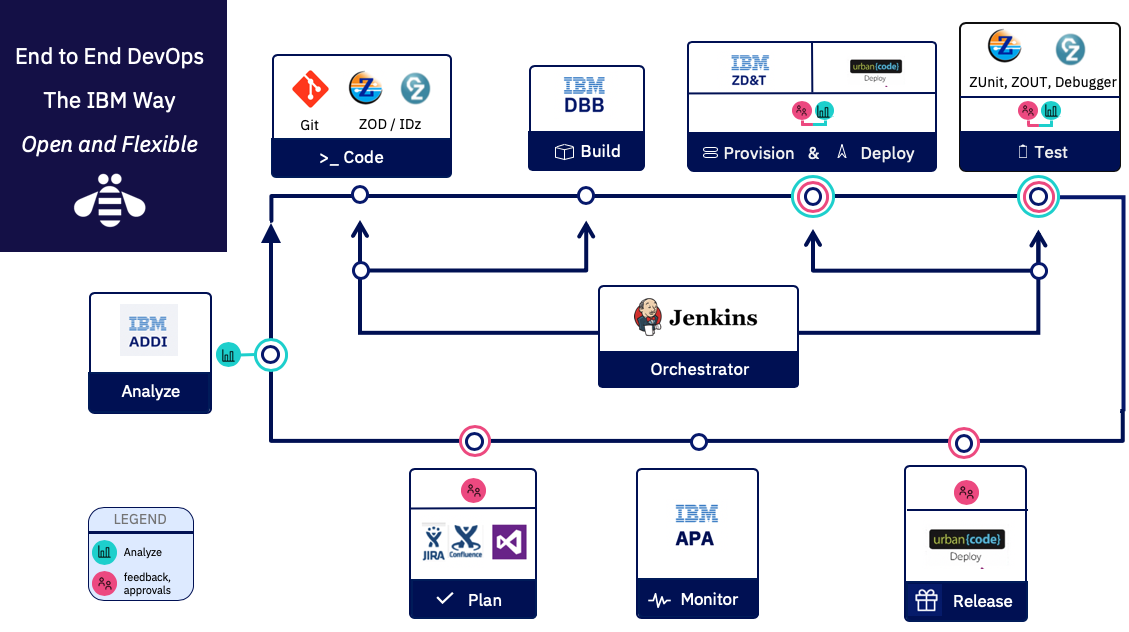 End to End DevOps
The IBM Way
Open and Flexible
Git
ZOD / IDz
>_ Code
IBM
DBB
Build
IBM
ZD&T
urban{code}
Deploy
Provision & Deploy
ZUnit, ZOUT, Debugger
Test
IBM
ADDI
Analyze
Jenkins
Orchestrator
JIRA
Confluence
Plan
IBM
APA
Monitor
urban{code}
Deploy
Release
LEGEND
Analyze
feedback,
approvals